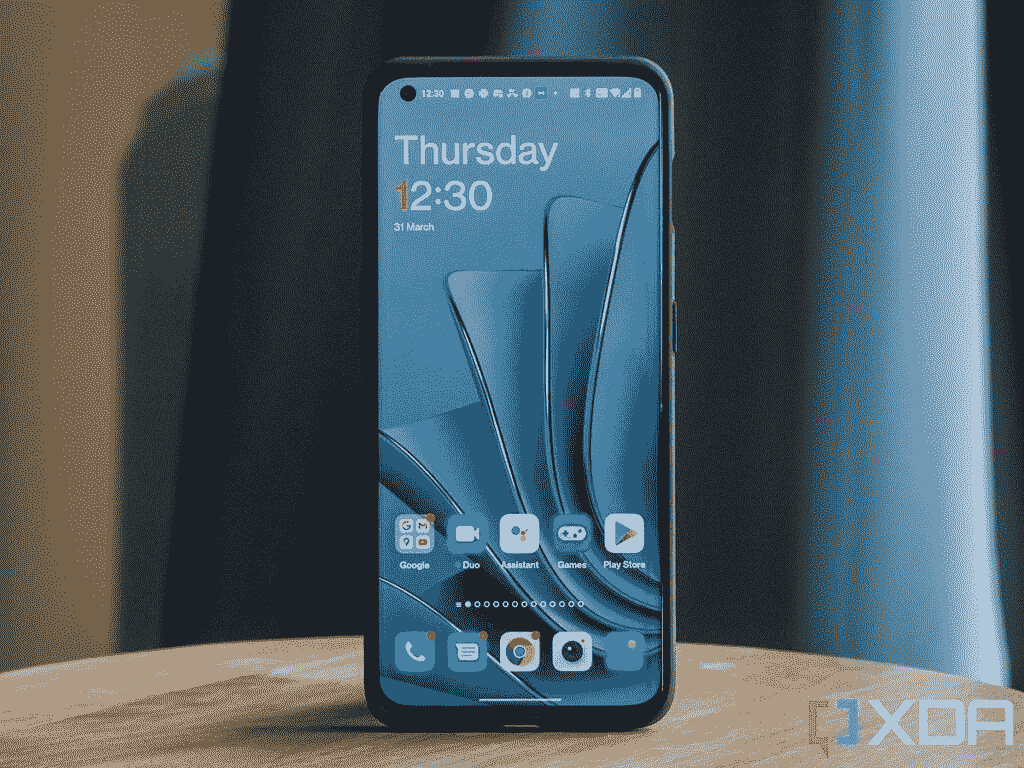 12:30
Thursday
12:30
31 March
Google
Duo
Assistant
Games
Play Store
XDA